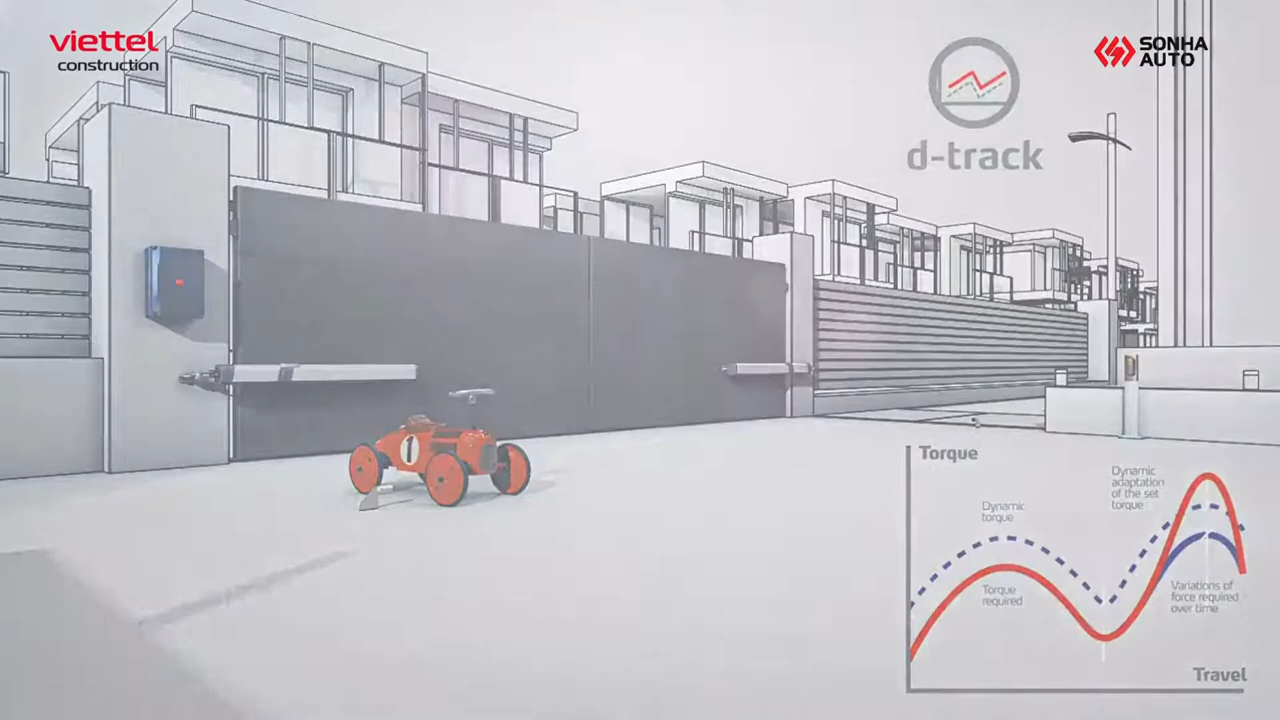 viettel
construction
SONHA
AUTO
d-track
1
Torque
Dynamic
torque
Dynamic
adaptation
of the set
torque
Torque
required
Variations of
force required
over time
Travel